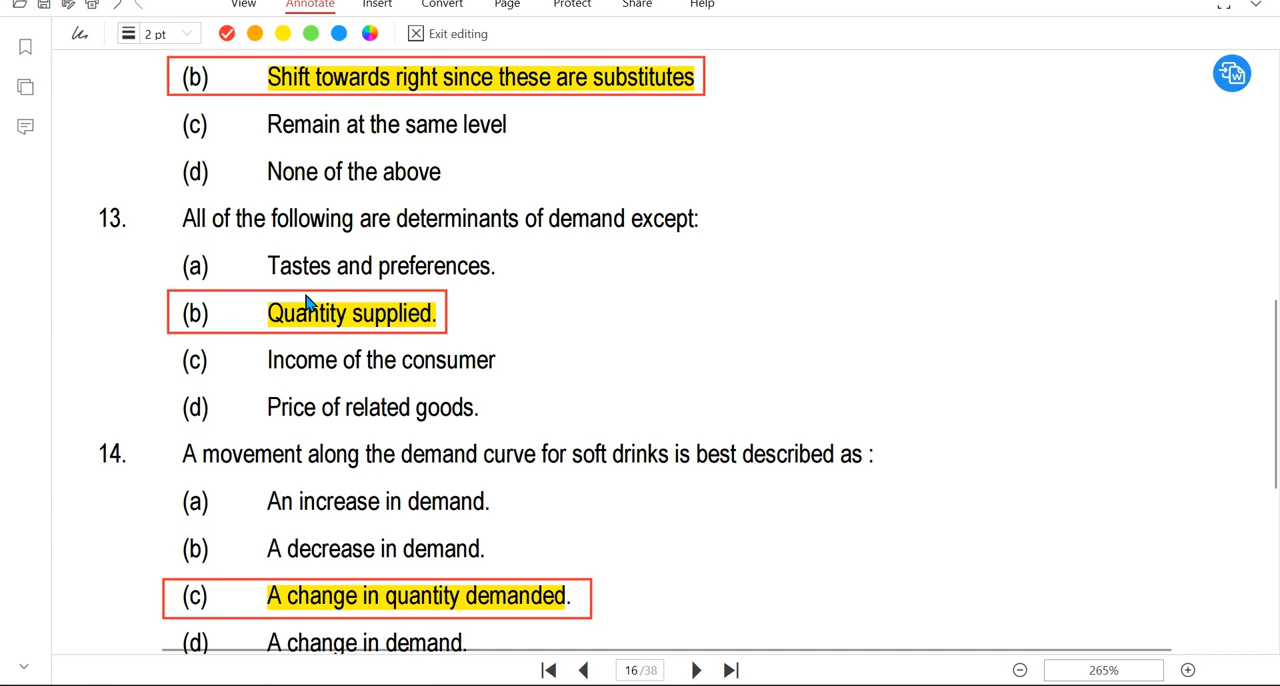 View Annotate Insert Convert Page Protect Share Help
2 pt Exit editing
(b) Shift towards right since these are substitutes
(c) Remain at the same level
(d) None of the above
13. All of the following are determinants of demand except:
(a) Tastes and preferences.
(b) Quantity supplied.
(c) Income of the consumer
(d) Price of related goods.
14. A movement along the demand curve for soft drinks is best described as :
(a) An increase in demand.
(b) A decrease in demand.
(c) A change in quantity demanded.
(d) A change in demand.
16/38 265%